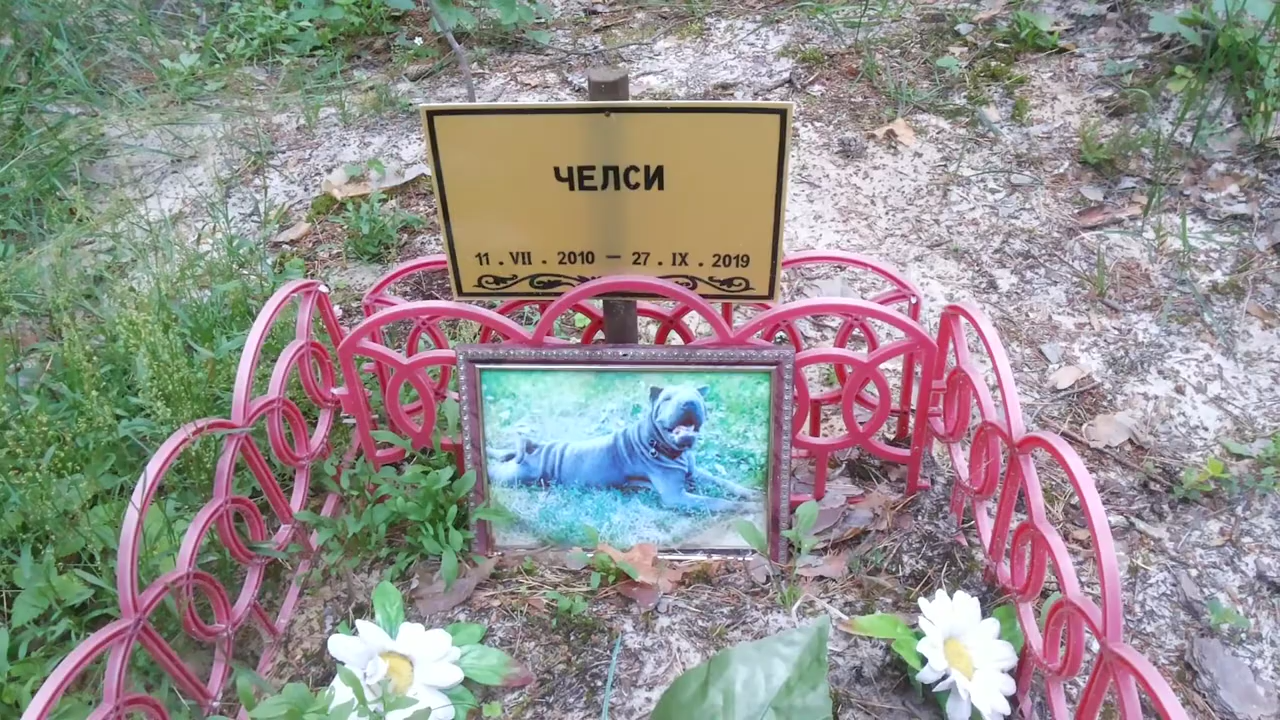 ЧЕЛСИ
11 . VII . 2010 — 27 . IX . 2019